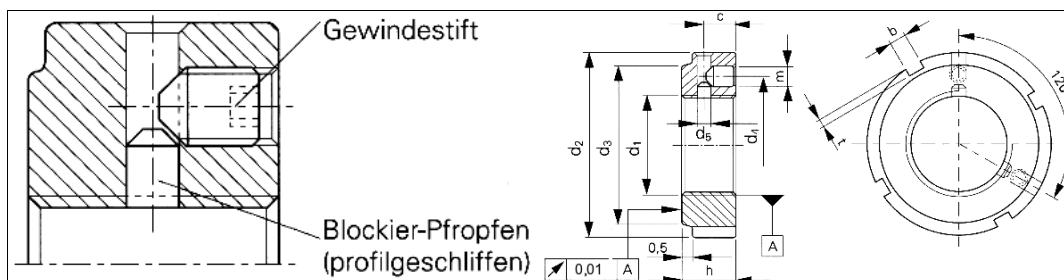 Gewindestift
Blockier-Pfropfen
(profilgeschliffen)
c
m
d2
d3
d1
d5
d4
0,5
h
A
0,01 A
b
t
120